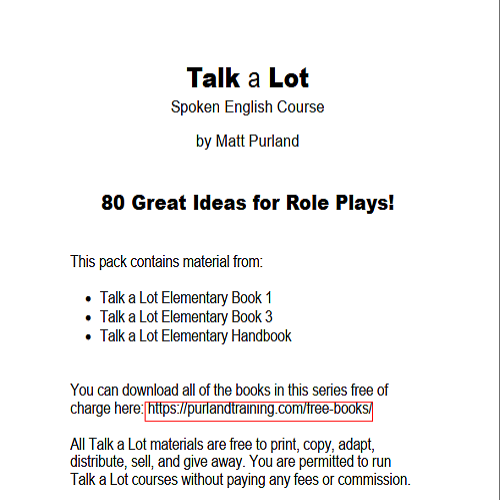 Talk a Lot
Spoken English Course
by Matt Purland
80 Great Ideas for Role Plays!
This pack contains material from:
• Talk a Lot Elementary Book 1
• Talk a Lot Elementary Book 3
• Talk a Lot Elementary Handbook
You can download all of the books in this series free of
charge here: https://purlandtraining.com/free-books/
All Talk a Lot materials are free to print, copy, adapt,
distribute, sell, and give away. You are permitted to run
Talk a Lot courses without paying any fees or commission.